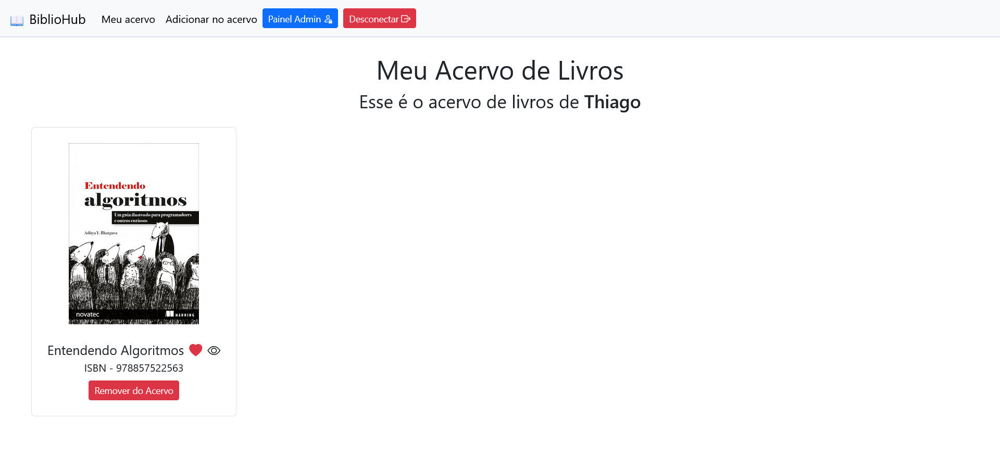 BiblioHub Meu acervo Adicionar no acervo Painel Admin Desconectar
Meu Acervo de Livros
Esse é o acervo de livros de Thiago
Entendendo
algoritmos
Um guia ilustrado para programadores
e outros curiosos
Aditya Y. Bhargava
novatec MANNING
Entendendo Algoritmos
ISBN - 978857522563
Remover do Acervo